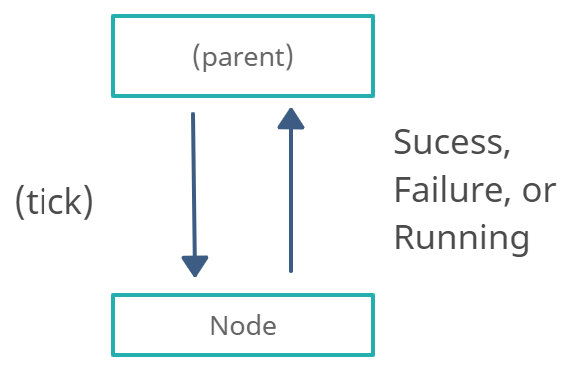 (parent)
(tick)
Sucess,
Failure, or
Running
Node